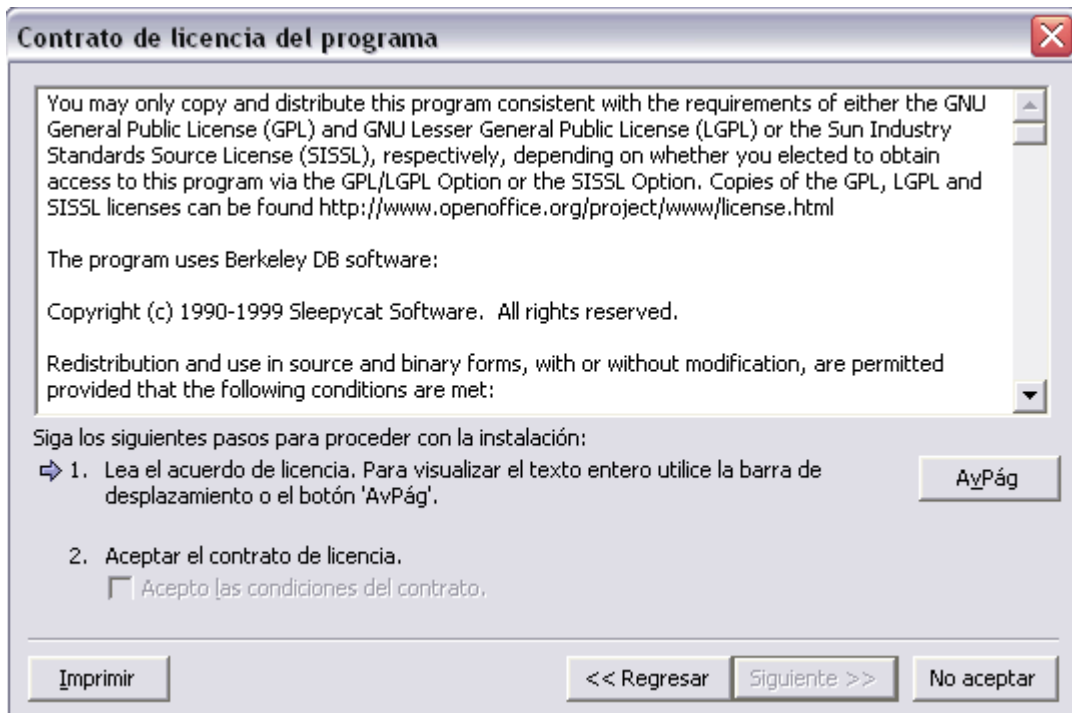 Contrato de licencia del programa
You may only copy and distribute this program consistent with the requirements of either the GNU
General Public License (GPL) and GNU Lesser General Public License (LGPL) or the Sun Industry
Standards Source License (SISSL), respectively, depending on whether you elected to obtain
access to this program via the GPL/LGPL Option or the SISSL Option. Copies of the GPL, LGPL and
SISSL licenses can be found http://www.openoffice.org/project/www/license.html
The program uses Berkeley DB software:
Copyright (c) 1990-1999 Sleepycat Software.  All rights reserved.
Redistribution and use in source and binary forms, with or without modification, are permitted
provided that the following conditions are met:
Siga los siguientes pasos para proceder con la instalación:
1. Lea el acuerdo de licencia. Para visualizar el texto entero utilice la barra de
desplazamiento o el botón 'AvPág'.
AvPág
2. Aceptar el contrato de licencia.
Acepto las condiciones del contrato.
Imprimir
<< Regresar
Siguiente >>
No aceptar